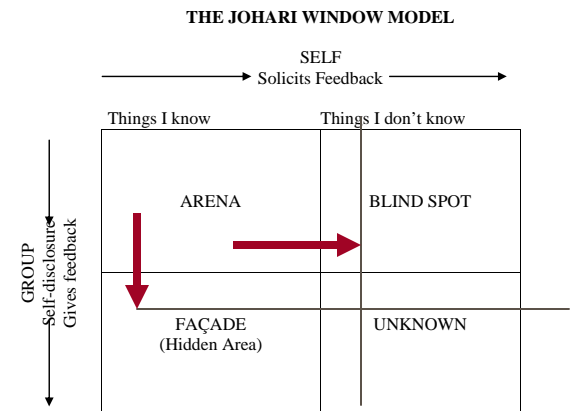 THE JOHARI WINDOW MODEL
SELF
Solicits Feedback
Things I know
Things I don’t know
GROUP
Self-disclosure
Gives feedback
ARENA
BLIND SPOT
FAÇADE
(Hidden Area)
UNKNOWN